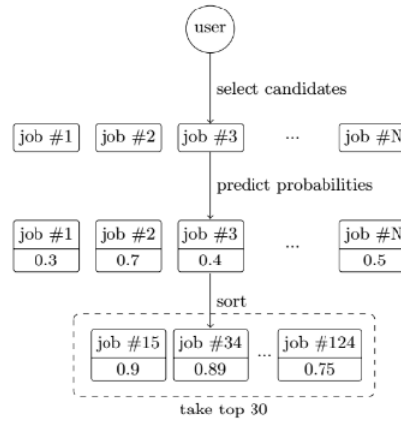 user
select candidates
job #1 job #2 job #3 ... job #N
predict probabilities
job #1 job #2 job #3 ... job #N
0.3 0.7 0.4 0.5
sort
job #15 job #34 ... job #124
0.9 0.89 0.75
take top 30